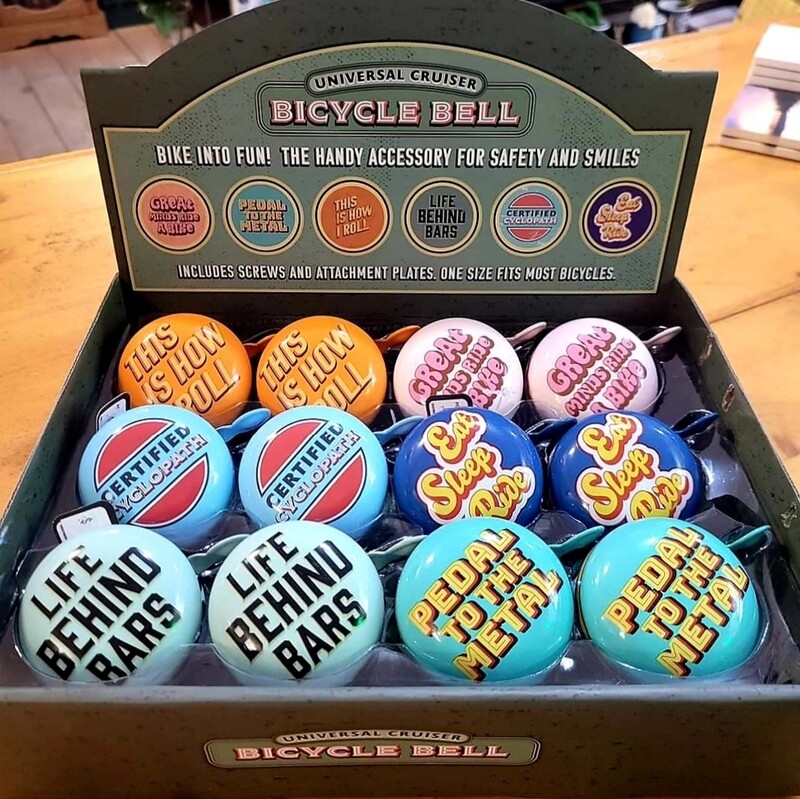 UNIVERSAL CRUISER
BICYCLE BELL
BIKE INTO FUN! THE HANDY ACCESSORY FOR SAFETY AND SMILES
GREAT
MINDS RIDE
A BIKE
PEDAL
TO THE
METAL
THIS
IS HOW
I ROLL
LIFE
BEHIND
BARS
CERTIFIED
CYCLOPATH
Eat
Sleep
Ride
INCLUDES SCREWS AND ATTACHMENT PLATES. ONE SIZE FITS MOST BICYCLES.
THIS
IS HOW
ROLL
THIS
IS HOW
ROLL
GREAT
RIDE
BIKE
GREAT
MINDS RIDE
A BIKE
CERTIFIED
CYCLOPATH
CERTIFIED
CYCLOPATH
Eat
Sleep
Ride
Eat
Sleep
Ride
LIFE
BEHIND
BARS
LIFE
BEHIND
BARS
PEDAL
TO THE
METAL
PEDAL
TO THE
METAL
UNIVERSAL CRUISER
BICYCLE BELL